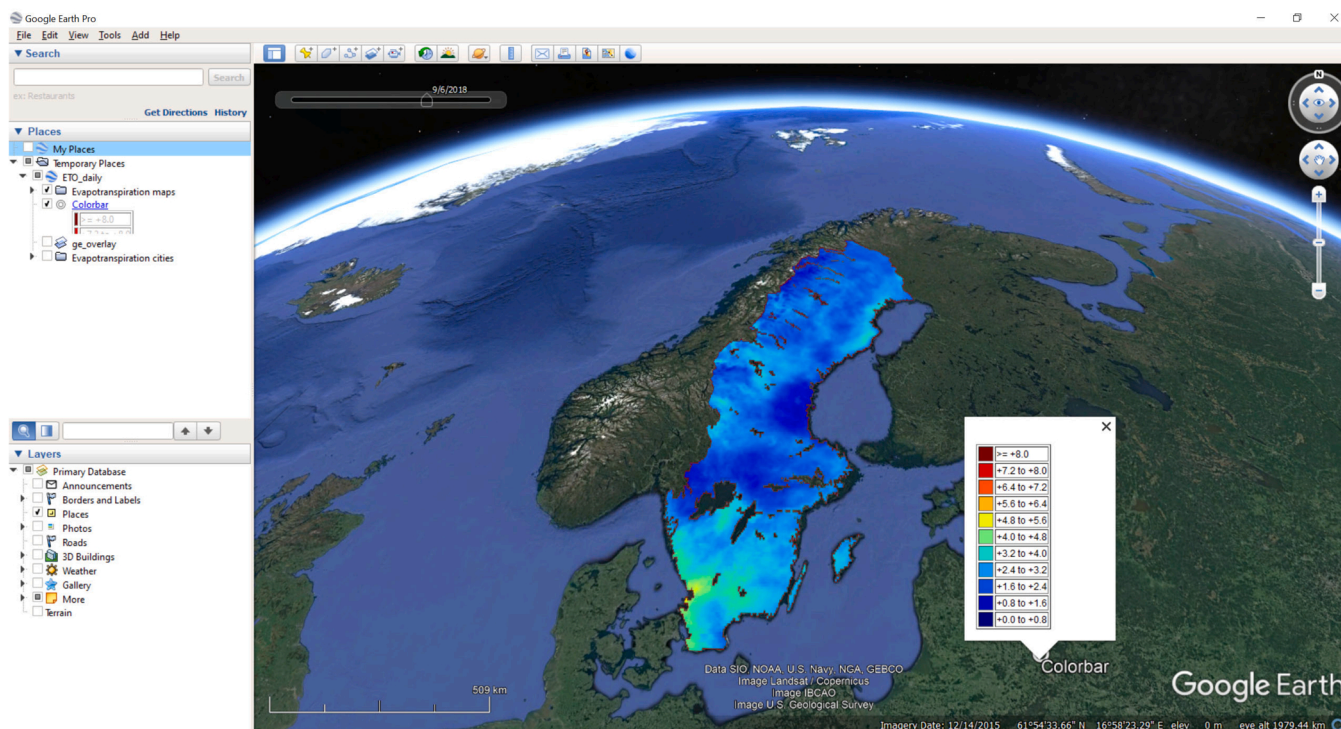 Google Earth Pro
File Edit View Tools Add Help
Search
Search
ex: Restaurants
Get Directions History
Places
My Places
Temporary Places
ETO_daily
Evapotranspiration maps
Colorbar
>= +8.0
+7.2 to +8.0
ge_overlay
Evapotranspiration cities
Layers
Primary Database
Announcements
Borders and Labels
Places
Photos
Roads
3D Buildings
Weather
Gallery
More
Terrain
9/6/2018
N
>= +8.0
+7.2 to +8.0
+6.4 to +7.2
+5.6 to +6.4
+4.8 to +5.6
+4.0 to +4.8
+3.2 to +4.0
+2.4 to +3.2
+1.6 to +2.4
+0.8 to +1.6
+0.0 to +0.8
Colorbar
Data SIO, NOAA, U.S. Navy, NGA, GEBCO
Image Landsat / Copernicus
Image IBCAO
Image U.S. Geological Survey
509 km
Google Earth
Imagery Date: 12/14/2015 61°54'33.66" N 16°58'23.29" E elev 0 m eye alt 1979.44 km